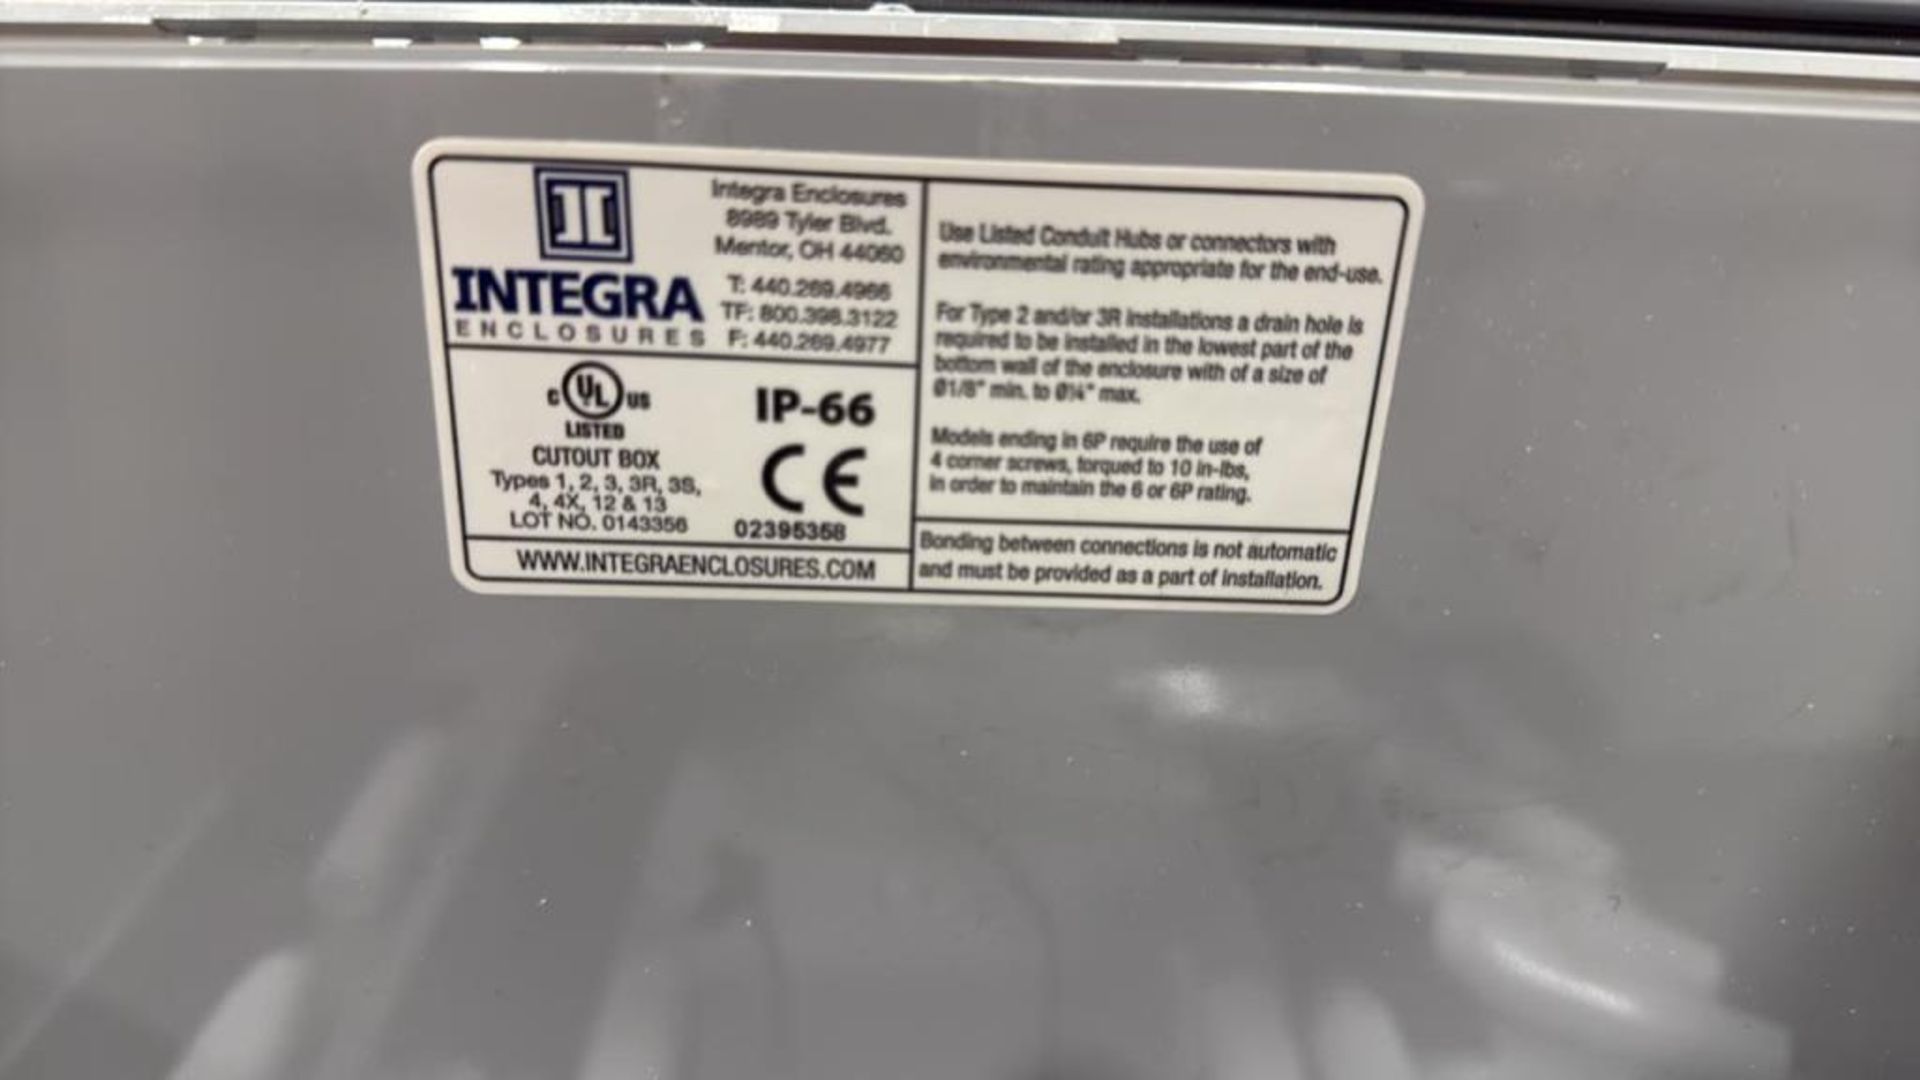 INTEGRA
ENCLOSURES
Integra Enclosures
8989 Tyler Blvd.
Mentor, OH 44060
T: 440.269.4966
TF: 800.398.3122
F: 440.269.4977
C UL US
LISTED
CUTOUT BOX
Types 1, 2, 3, 3R, 3S,
4, 4X, 12 & 13
LOT NO. 0143356
IP-66
CE
02395358
WWW.INTEGRAENCLOSURES.COM
Use Listed Conduit Hubs or connectors with
environmental rating appropriate for the end-use.
For Type 2 and/or 3R installations a drain hole is
required to be installed in the lowest part of the
bottom wall of the enclosure with of a size of
Ø1/8" min. to Ø¼" max.
Models ending in 6P require the use of
4 corner screws, torqued to 10 in-lbs,
in order to maintain the 6 or 6P rating.
Bonding between connections is not automatic
and must be provided as a part of installation.